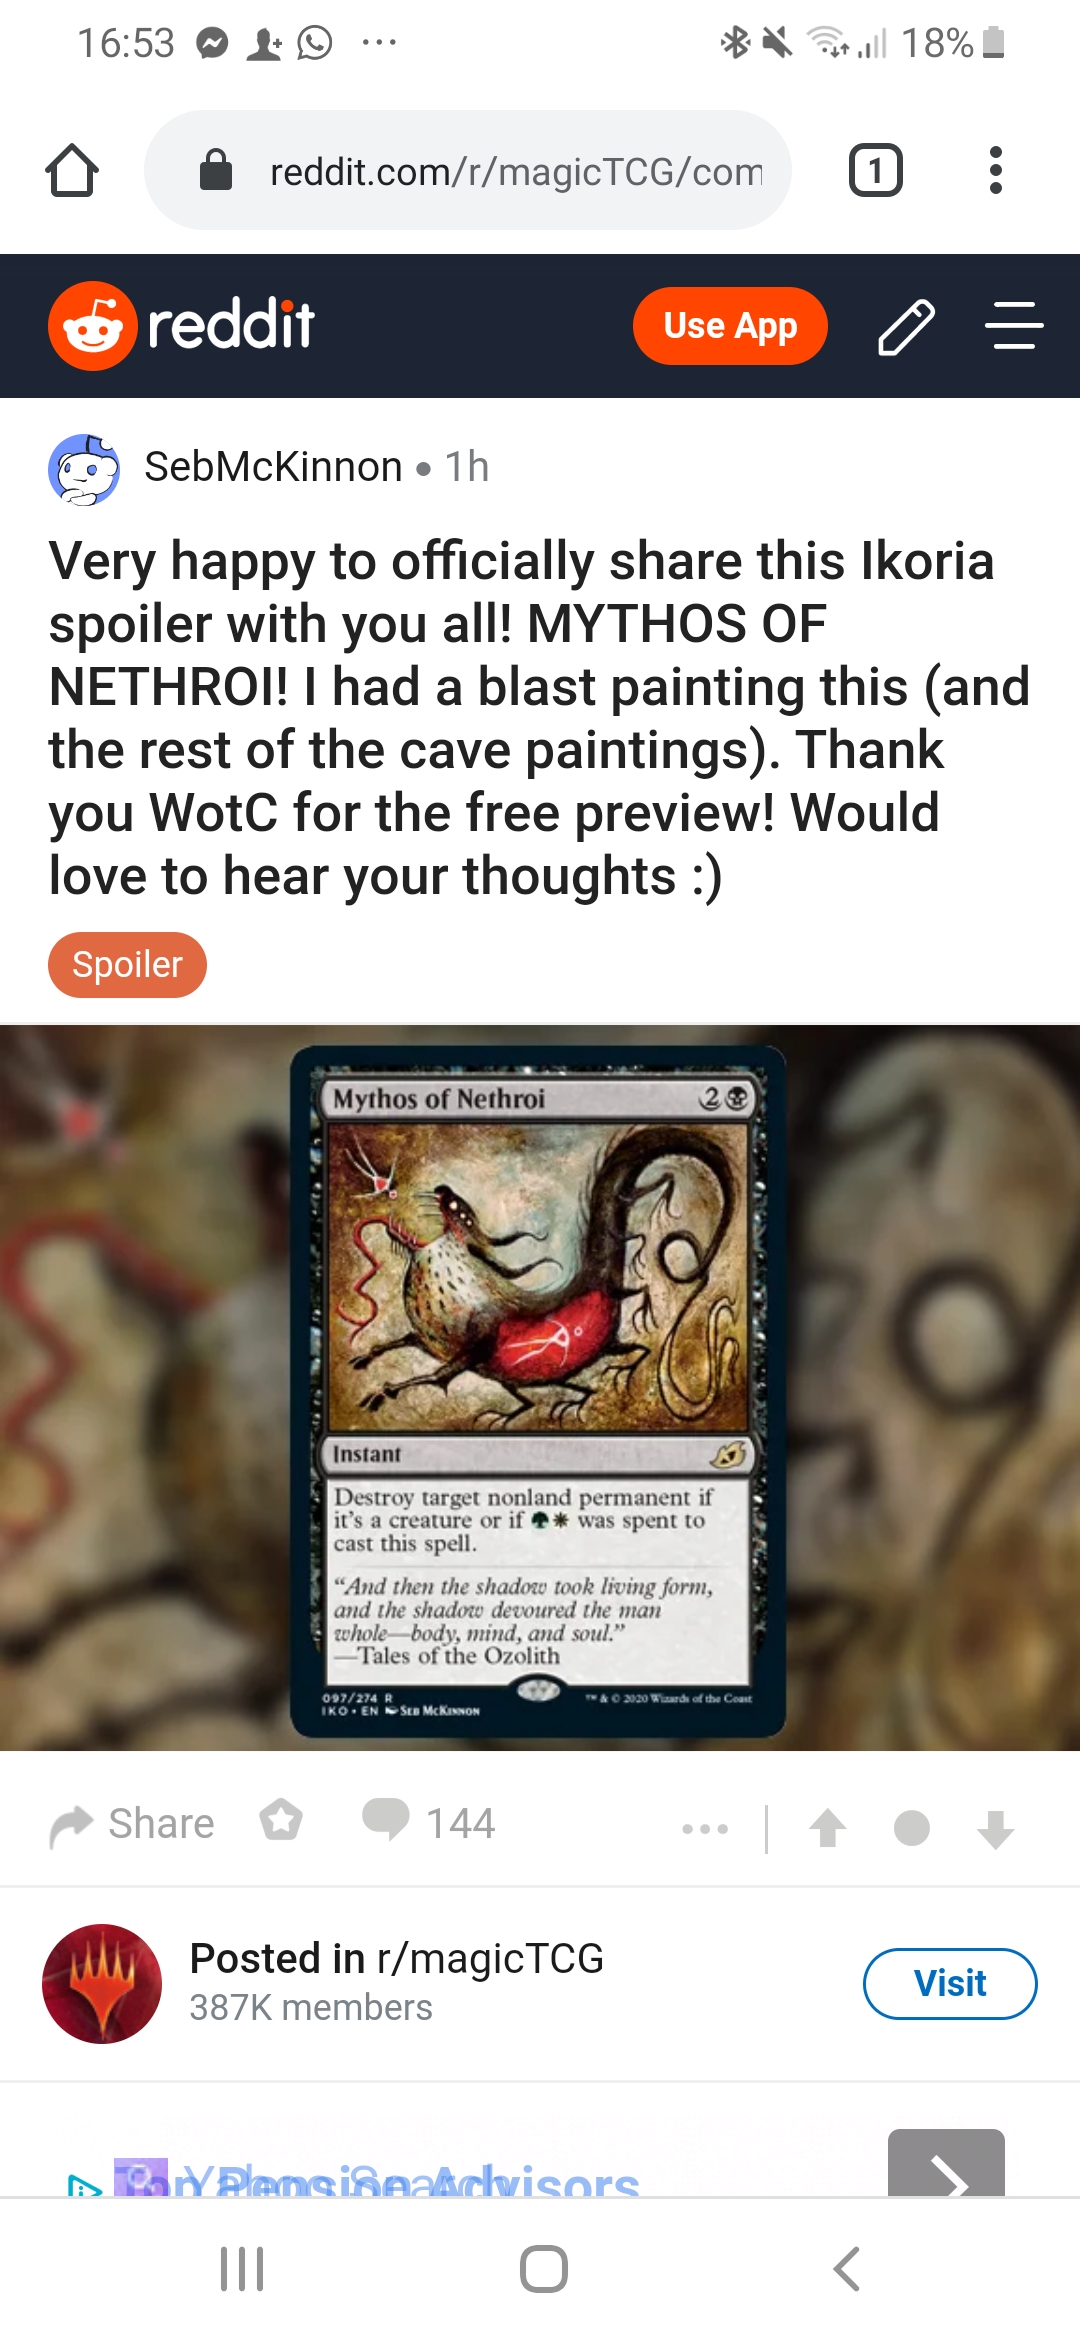 16:53
18%
reddit.com/r/magicTCG/com
1
reddit
Use App
SebMcKinnon • 1h
Very happy to officially share this Ikoria
spoiler with you all! MYTHOS OF
NETHROI! I had a blast painting this (and
the rest of the cave paintings). Thank
you WotC for the free preview! Would
love to hear your thoughts :)
Spoiler
Mythos of Nethroi 2
Instant
Destroy target nonland permanent if
it's a creature or if was spent to
cast this spell.
"And then the shadow took living form,
and the shadow devoured the man
whole—body, mind, and soul."
—Tales of the Ozolith
097/274 R
IKO • EN Seb McKinnon
™ & © 2020 Wizards of the Coast
Share
144
Posted in r/magicTCG
387K members
Visit
Pension Advisors